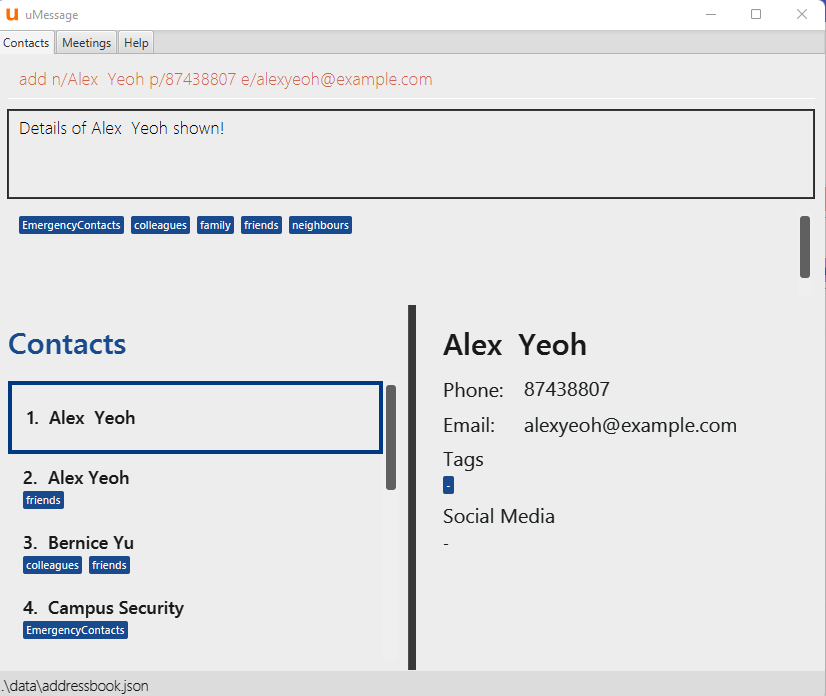 uMessage
Contacts Meetings Help
add n/Alex  Yeoh p/87438807 e/alexyeoh@example.com
Details of Alex  Yeoh shown!
EmergencyContacts colleagues family friends neighbours
Contacts
1. Alex  Yeoh
2. Alex Yeoh
friends
3. Bernice Yu
colleagues friends
4. Campus Security
EmergencyContacts
Alex  Yeoh
Phone: 87438807
Email: alexyeoh@example.com
Tags
-
Social Media
-
.\data\addressbook.json